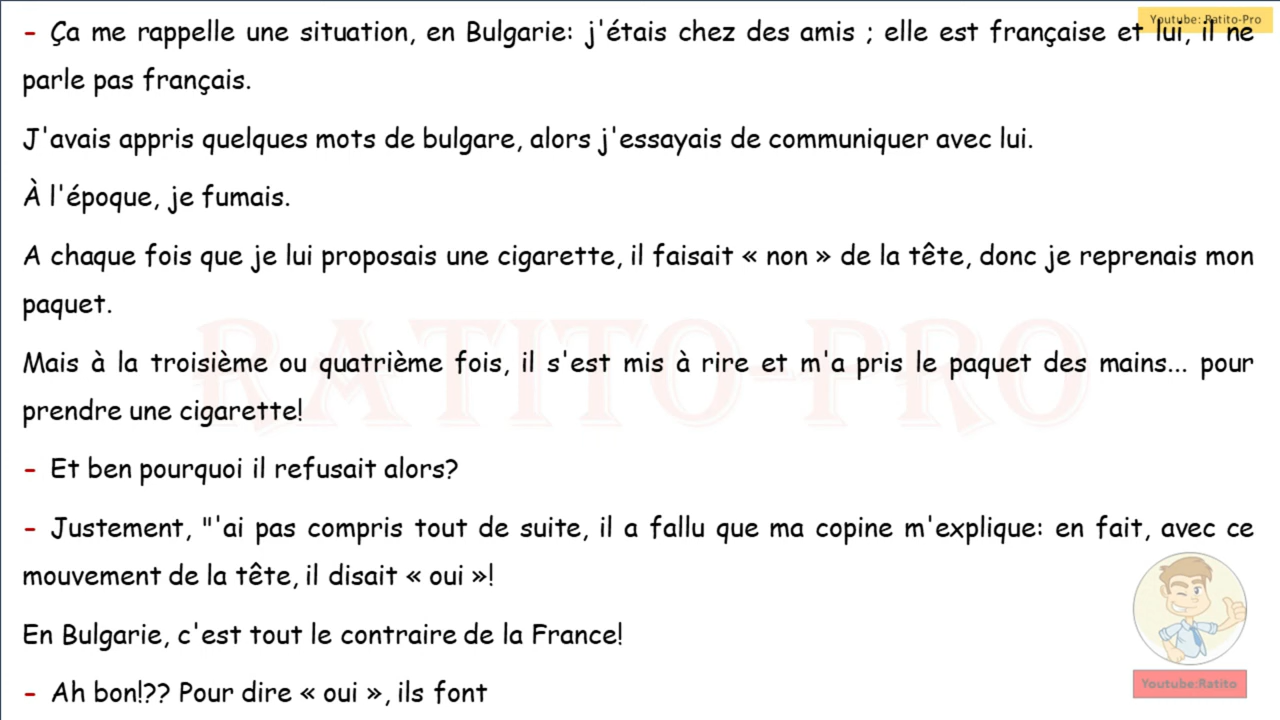 Youtube: Ratito-Pro
- Ça me rappelle une situation, en Bulgarie: j'étais chez des amis ; elle est française et lui, il ne
parle pas français.
J'avais appris quelques mots de bulgare, alors j'essayais de communiquer avec lui.
À l'époque, je fumais.
A chaque fois que je lui proposais une cigarette, il faisait « non » de la tête, donc je reprenais mon
paquet.
Mais à la troisième ou quatrième fois, il s'est mis à rire et m'a pris le paquet des mains... pour
prendre une cigarette!
RATITO-PRO
- Et ben pourquoi il refusait alors?
- Justement, "'ai pas compris tout de suite, il a fallu que ma copine m'explique: en fait, avec ce
mouvement de la tête, il disait « oui »!
En Bulgarie, c'est tout le contraire de la France!
- Ah bon!?? Pour dire « oui », ils font
Youtube:Ratito